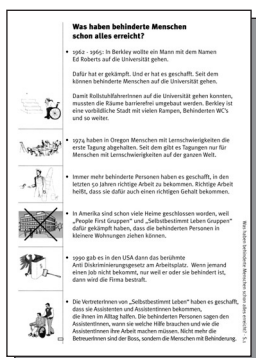 Was haben behinderte Menschen
schon alles erreicht?
• 1962 - 1965: In Berkley wollte ein Mann mit dem Namen
Ed Roberts auf die Universität gehen.
Dafür hat er gekämpft. Und er hat es geschafft. Seit dem
können behinderte Menschen auf die Universität gehen.
Damit RollstuhlfahrerInnen auf die Universität gehen konnten,
mussten die Räume barrierefrei umgebaut werden. Berkley ist
eine vorbildliche Stadt mit vielen Rampen, Behinderten WC's
und so weiter.
• 1974 haben in Oregon Menschen mit Lernschwierigkeiten die
erste Tagung abgehalten. Seit dem gibt es Tagungen nur für
Menschen mit Lernschwierigkeiten auf der ganzen Welt.
• Immer mehr behinderte Personen haben es geschafft, in den
letzten 50 Jahren richtige Arbeit zu bekommen. Richtige Arbeit
heißt, dass sie dafür auch einen richtigen Gehalt bekommen.
• In Amerika sind schon viele Heime geschlossen worden, weil
„People First Gruppen" und „Selbstbestimmt Leben Gruppen"
dafür gekämpft haben, dass die behinderten Personen in
kleinere Wohnungen ziehen können.
• 1990 gab es in den USA dann das berühmte
Anti Diskriminierungsgesetz am Arbeitsplatz. Wenn jemand
einen Job nicht bekommt, nur weil er oder sie behindert ist,
dann wird die Firma bestraft.
• Die VertreterInnen von „Selbstbestimmt Leben" haben es geschafft,
dass sie Assistenten und Assistentinnen bekommen,
die ihnen im Alltag helfen. Die behinderten Personen sagen den
AssistentInnen, wann sie welche Hilfe brauchen und wie die
AssistentInnen ihre Arbeit machen müssen. Nicht mehr die
BetreuerInnen sind der Boss, sondern die Menschen mit Behinderung.
Was haben behinderte Menschen schon alles erreicht?